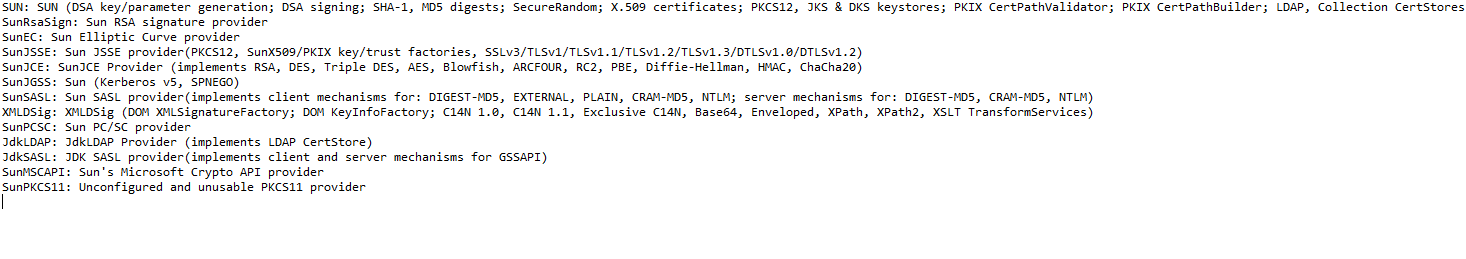 SUN: SUN (DSA key/parameter generation; DSA signing; SHA-1, MD5 digests; SecureRandom; X.509 certificates; PKCS12, JKS & DKS keystores; PKIX CertPathValidator; PKIX CertPathBuilder; LDAP, Collection CertStores
SunRsaSign: Sun RSA signature provider
SunEC: Sun Elliptic Curve provider
SunJSSE: Sun JSSE provider(PKCS12, SunX509/PKIX key/trust factories, SSLv3/TLSv1/TLSv1.1/TLSv1.2/TLSv1.3/DTLSv1.0/DTLSv1.2)
SunJCE: SunJCE Provider (implements RSA, DES, Triple DES, AES, Blowfish, ARCFOUR, RC2, PBE, Diffie-Hellman, HMAC, ChaCha20)
SunJGSS: Sun (Kerberos v5, SPNEGO)
SunSASL: Sun SASL provider(implements client mechanisms for: DIGEST-MD5, EXTERNAL, PLAIN, CRAM-MD5, NTLM; server mechanisms for: DIGEST-MD5, CRAM-MD5, NTLM)
XMLDSig: XMLDSig (DOM XMLSignatureFactory; DOM KeyInfoFactory; C14N 1.0, C14N 1.1, Exclusive C14N, Base64, Enveloped, XPath, XPath2, XSLT TransformServices)
SunPCSC: Sun PC/SC provider
JdkLDAP: JdkLDAP Provider (implements LDAP CertStore)
JdkSASL: JDK SASL provider(implements client and server mechanisms for GSSAPI)
SunMSCAPI: Sun's Microsoft Crypto API provider
SunPKCS11: Unconfigured and unusable PKCS11 provider